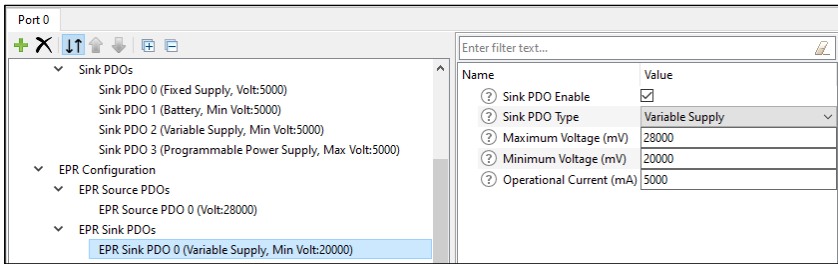 Port 0
Enter filter text...
Sink PDOs
Sink PDO 0 (Fixed Supply, Volt:5000)
Sink PDO 1 (Battery, Min Volt:5000)
Sink PDO 2 (Variable Supply, Min Volt:5000)
Sink PDO 3 (Programmable Power Supply, Max Volt:5000)
EPR Configuration
EPR Source PDOs
EPR Source PDO 0 (Volt:28000)
EPR Sink PDOs
EPR Sink PDO 0 (Variable Supply, Min Volt:20000)
Name Value
Sink PDO Enable
Sink PDO Type Variable Supply
Maximum Voltage (mV) 28000
Minimum Voltage (mV) 20000
Operational Current (mA) 5000